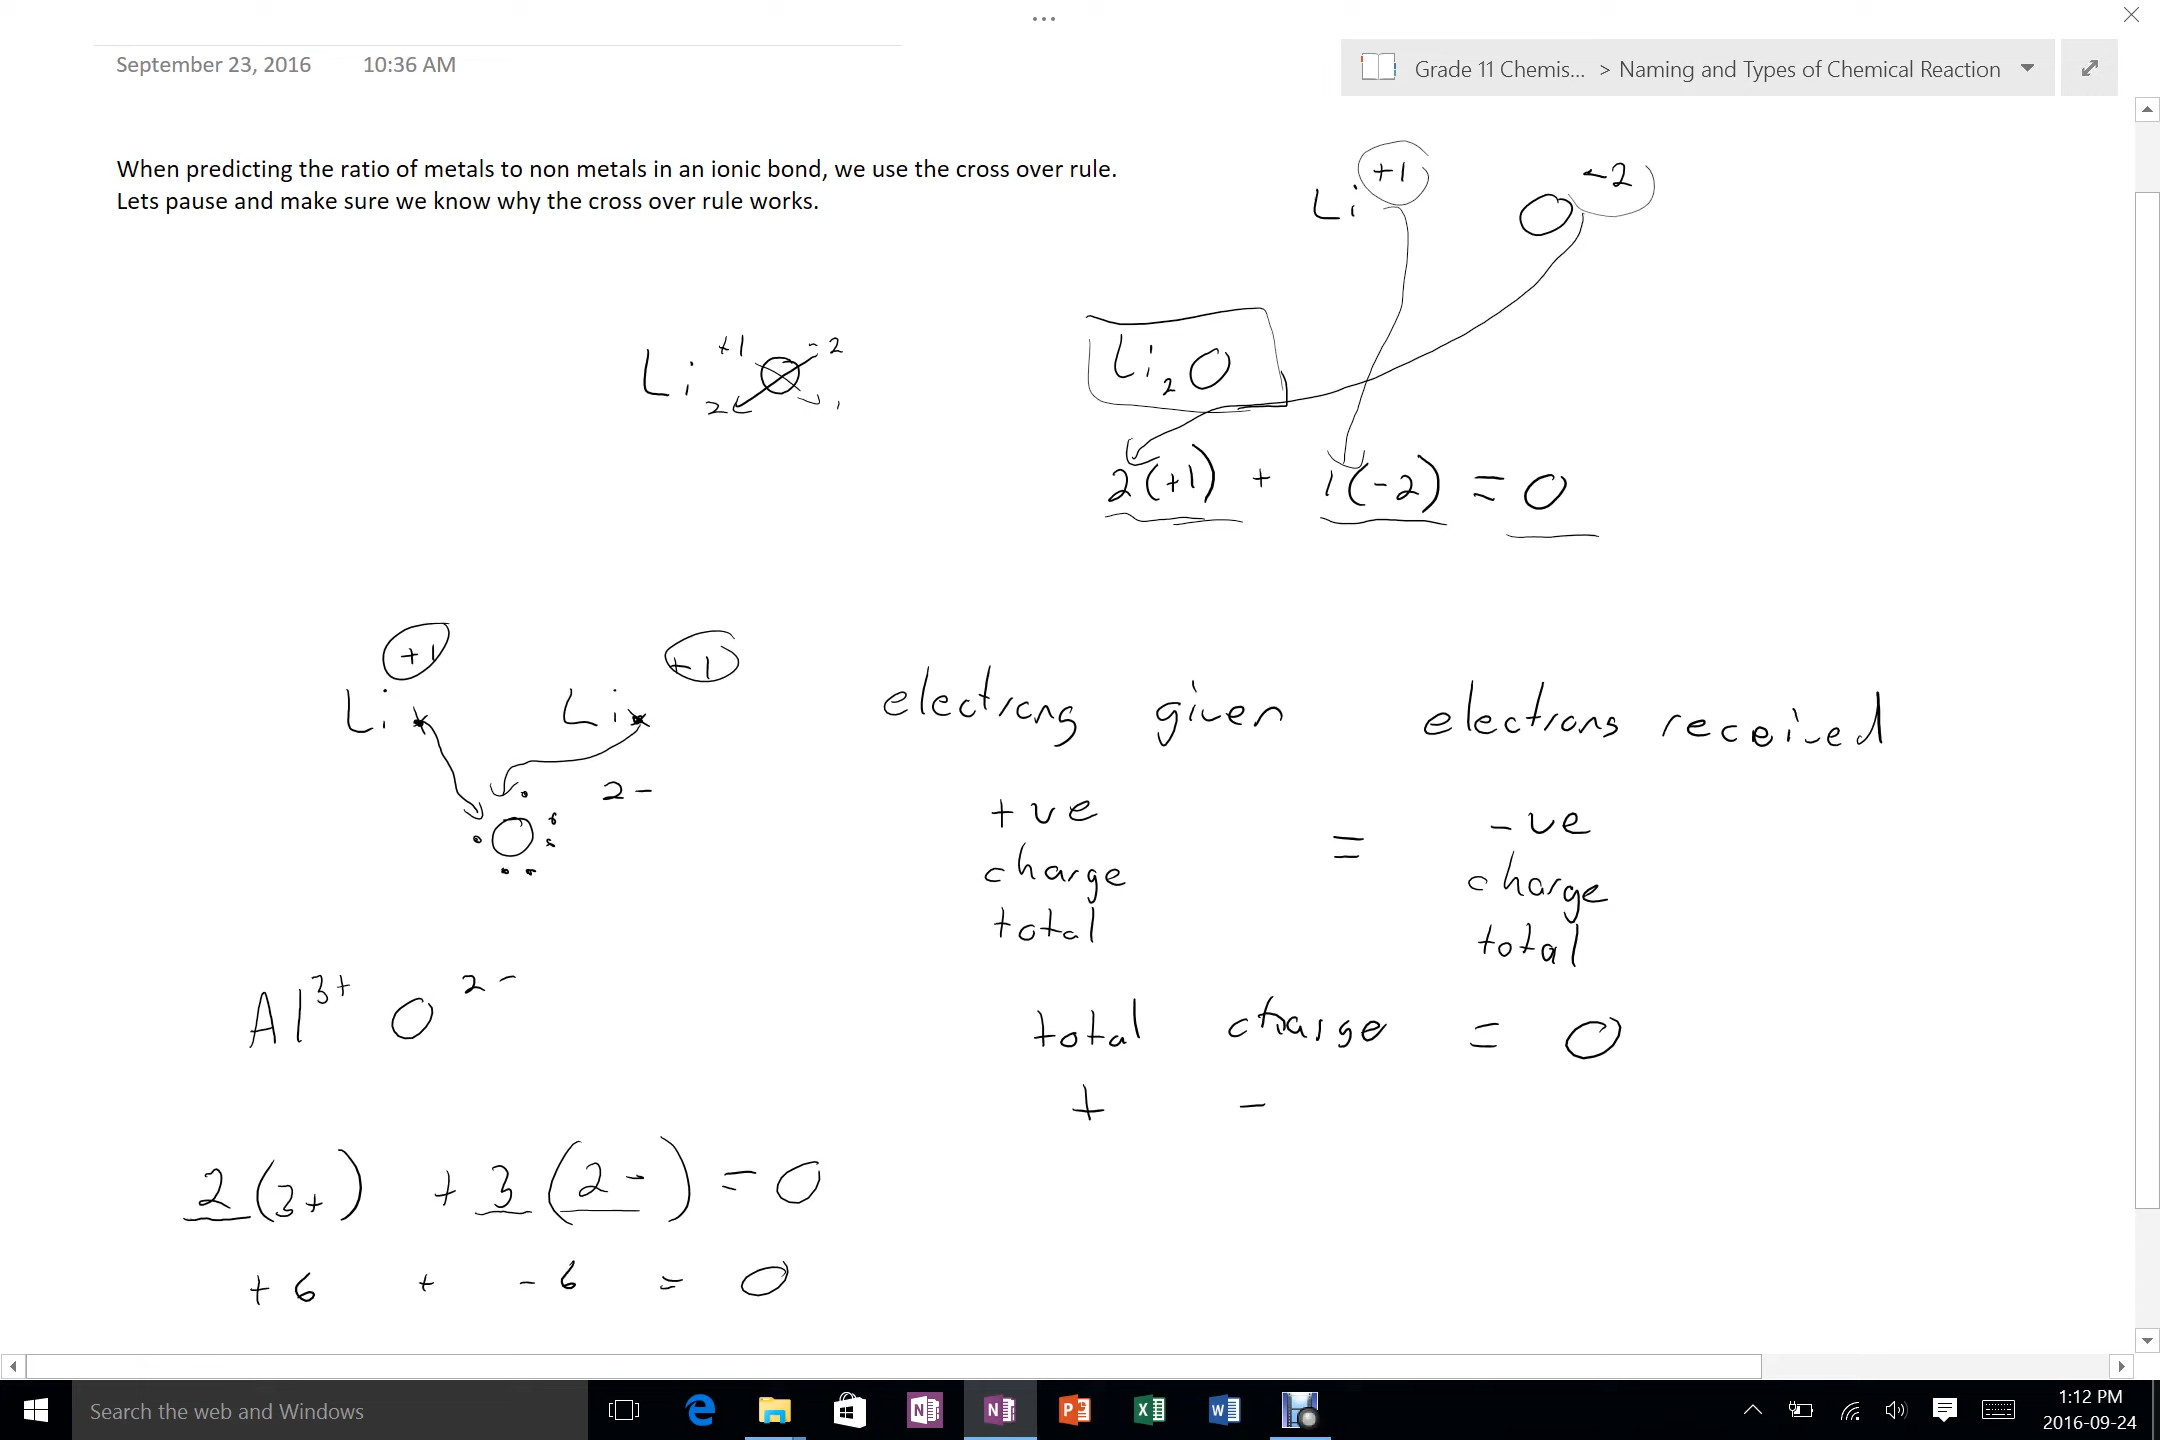 September 23, 2016 10:36 AM
Grade 11 Chemis... > Naming and Types of Chemical Reaction
When predicting the ratio of metals to non metals in an ionic bond, we use the cross over rule.
Lets pause and make sure we know why the cross over rule works.
Li +1 O -2
Li +1 O -2
2 1
Li₂O
2(+1) + 1(-2) = 0
+1 +1
Li Li
2-
O
electrons given electrons received
+ve = -ve
charge charge
total total
total charge = 0
+ -
Al³⁺ O²⁻
2(3+) + 3(2-) = 0
+6 + -6 = 0
Search the web and Windows
1:12 PM
2016-09-24